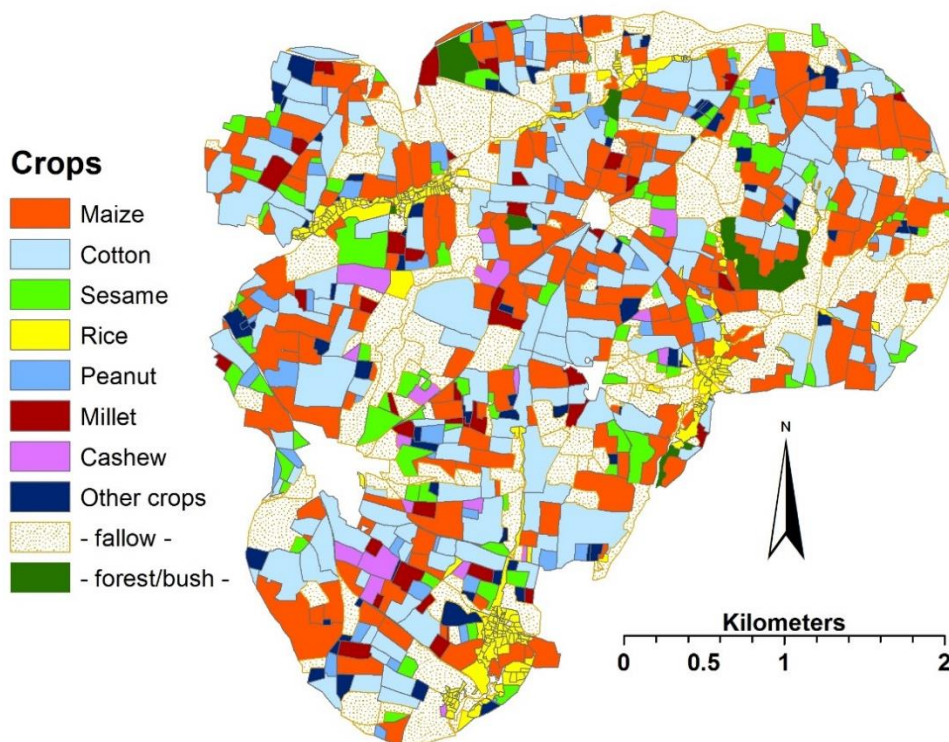 Crops
Maize
Cotton
Sesame
Rice
Peanut
Millet
Cashew
Other crops
- fallow -
- forest/bush -
N
Kilometers
0 0.5 1 2